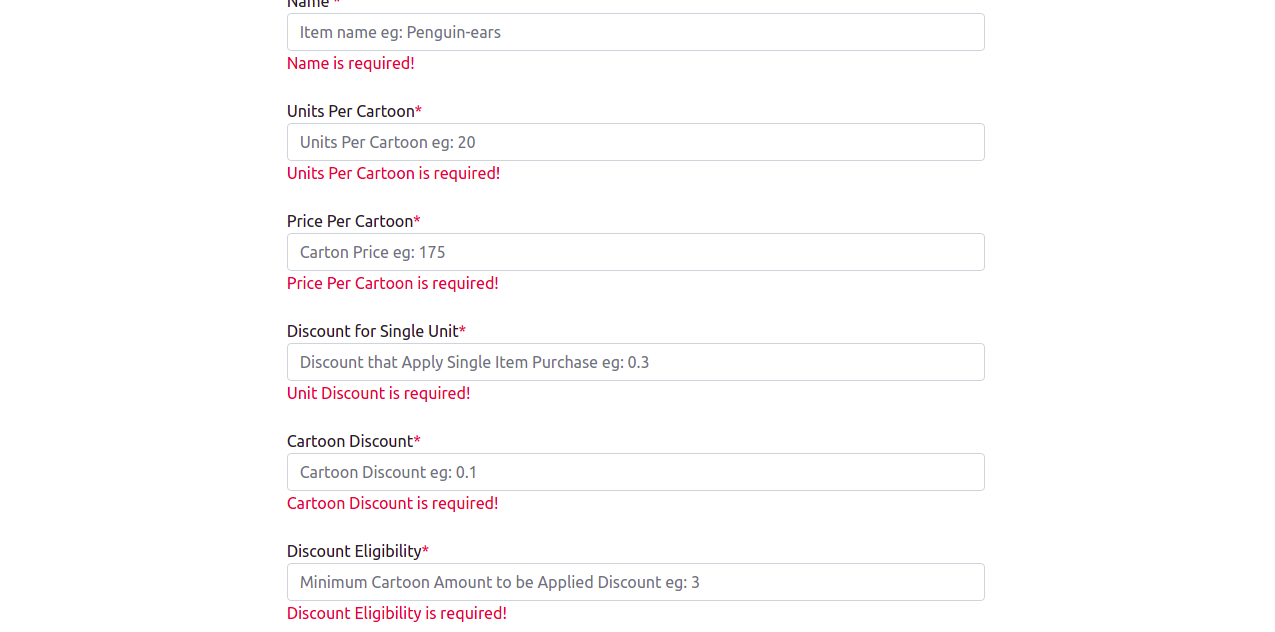 Name *
Item name eg: Penguin-ears
Name is required!
Units Per Cartoon*
Units Per Cartoon eg: 20
Units Per Cartoon is required!
Price Per Cartoon*
Carton Price eg: 175
Price Per Cartoon is required!
Discount for Single Unit*
Discount that Apply Single Item Purchase eg: 0.3
Unit Discount is required!
Cartoon Discount*
Cartoon Discount eg: 0.1
Cartoon Discount is required!
Discount Eligibility*
Minimum Cartoon Amount to be Applied Discount eg: 3
Discount Eligibility is required!